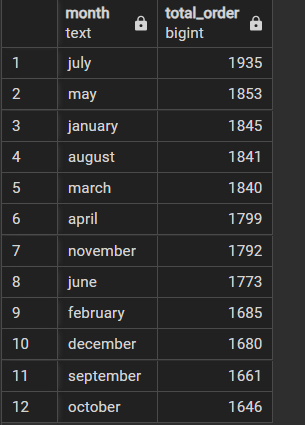 month total_order
text bigint
1 july 1935
2 may 1853
3 january 1845
4 august 1841
5 march 1840
6 april 1799
7 november 1792
8 june 1773
9 february 1685
10 december 1680
11 september 1661
12 october 1646